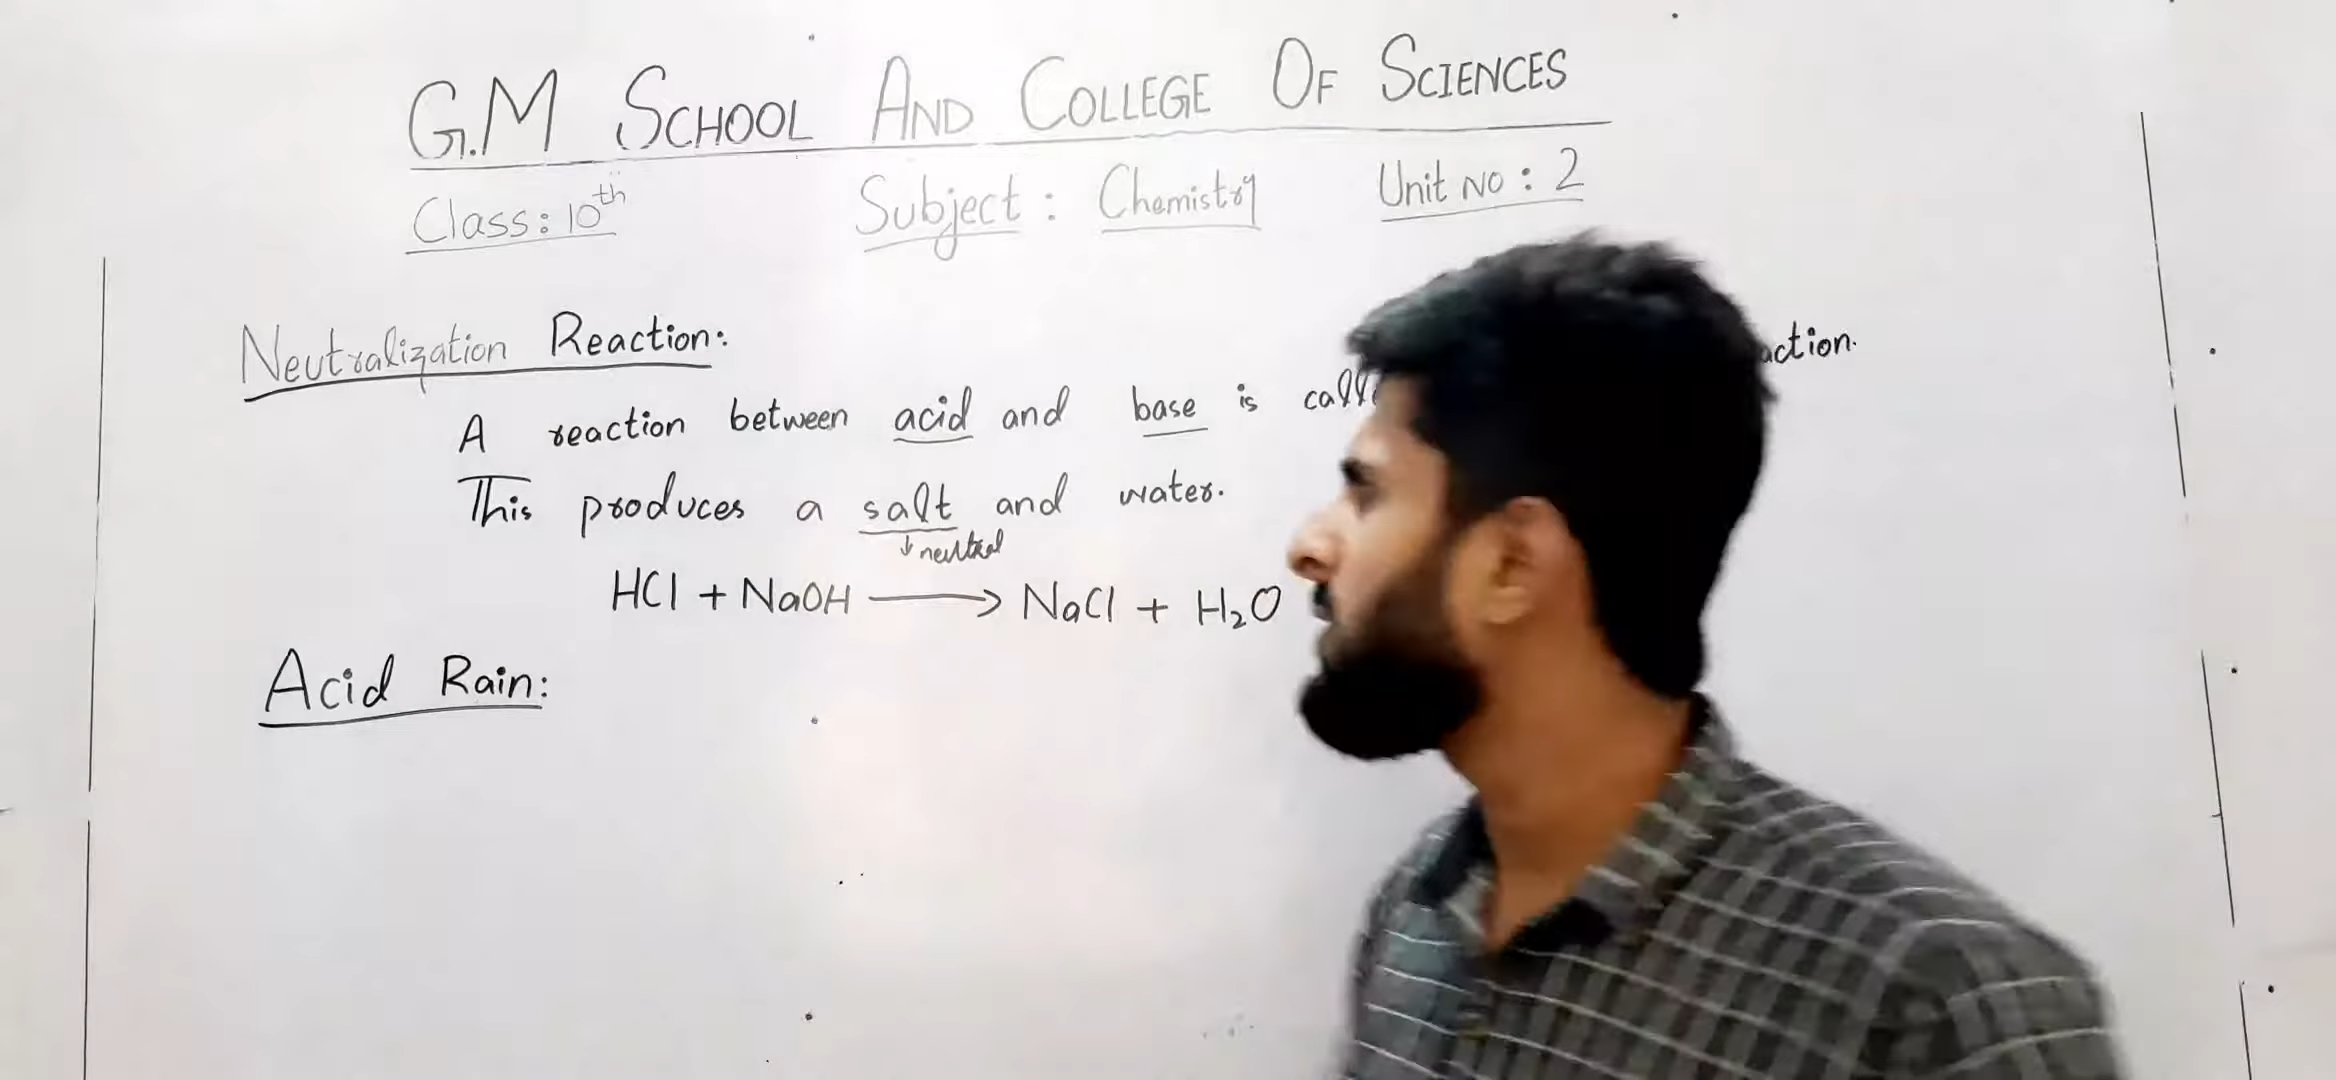 G.M SCHOOL AND COLLEGE OF SCIENCES
Class: 10th Subject: Chemistry Unit NO: 2
Neutralization Reaction:
A reaction between acid and base is call action.
This produces a salt and water.
↓ neutral
HCl + NaOH ⟶ NaCl + H₂O
Acid Rain: